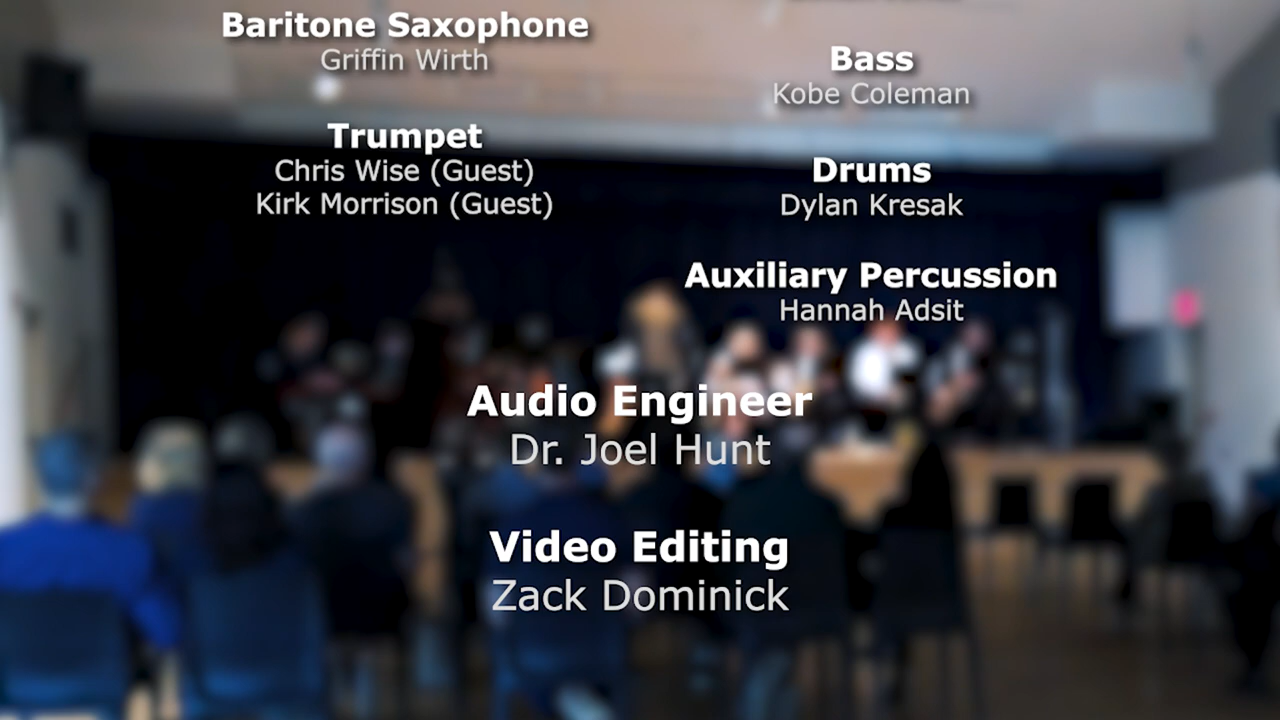 Baritone Saxophone
Griffin Wirth
Trumpet
Chris Wise (Guest)
Kirk Morrison (Guest)
Bass
Kobe Coleman
Drums
Dylan Kresak
Auxiliary Percussion
Hannah Adsit
Audio Engineer
Dr. Joel Hunt
Video Editing
Zack Dominick